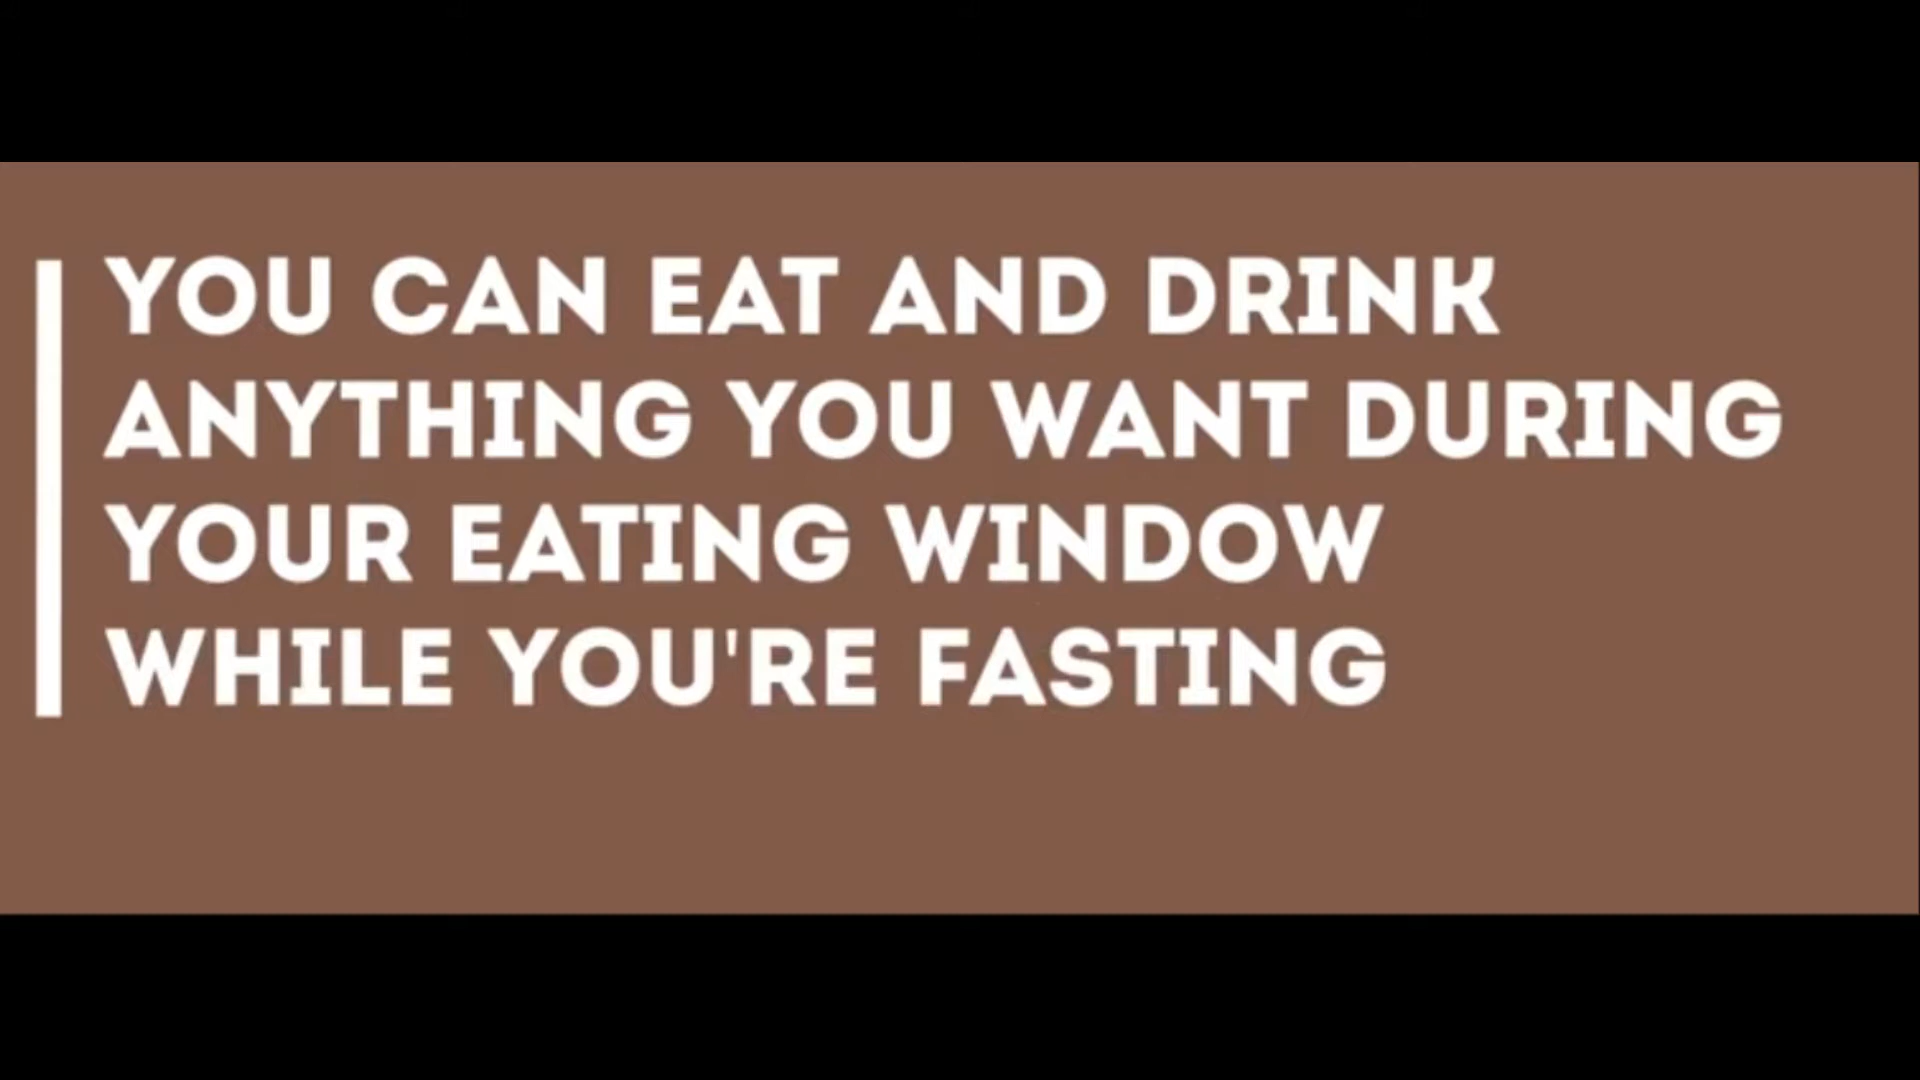 YOU CAN EAT AND DRINK
ANYTHING YOU WANT DURING
YOUR EATING WINDOW
WHILE YOU'RE FASTING